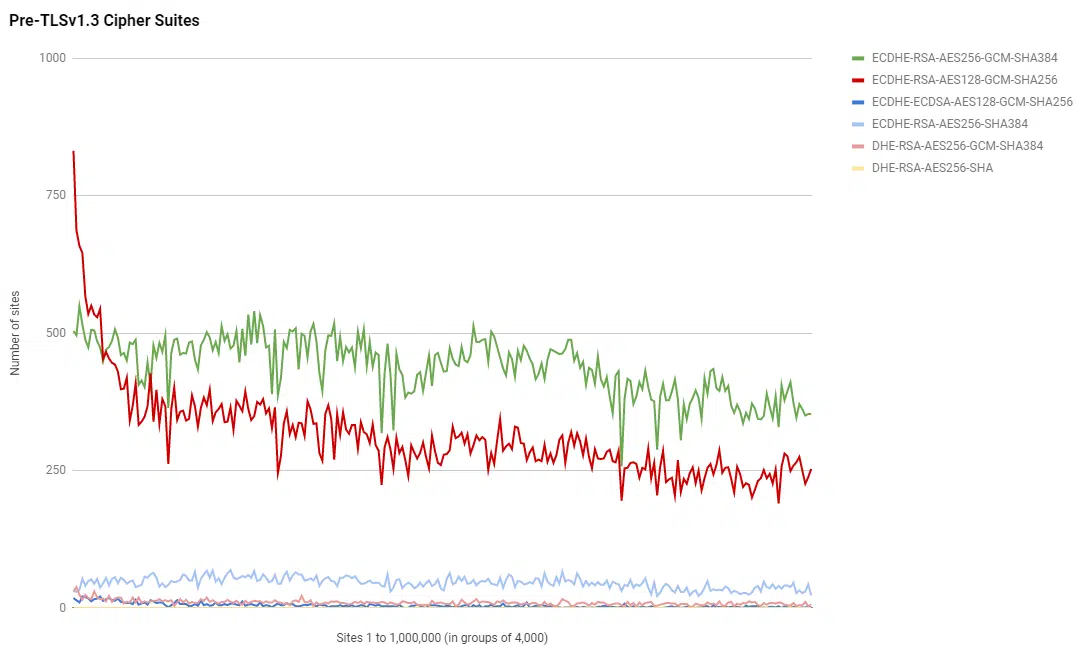 Pre-TLSv1.3 Cipher Suites
1000
750
500
250
0
Number of sites
Sites 1 to 1,000,000 (in groups of 4,000)
ECDHE-RSA-AES256-GCM-SHA384
ECDHE-RSA-AES128-GCM-SHA256
ECDHE-ECDSA-AES128-GCM-SHA256
ECDHE-RSA-AES256-SHA384
DHE-RSA-AES256-GCM-SHA384
DHE-RSA-AES256-SHA